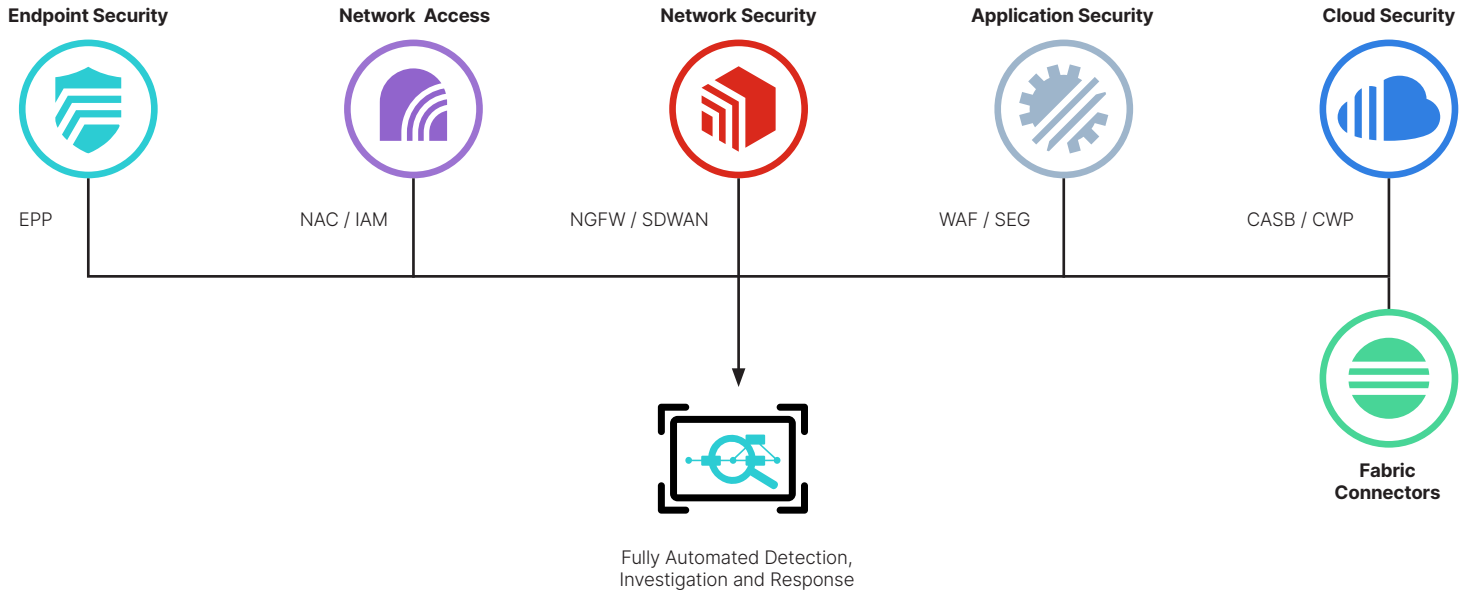 Endpoint Security
Network Access
Network Security
Application Security
Cloud Security
EPP
NAC / IAM
NGFW / SDWAN
WAF / SEG
CASB / CWP
Fabric
Connectors
Fully Automated Detection,
Investigation and Response